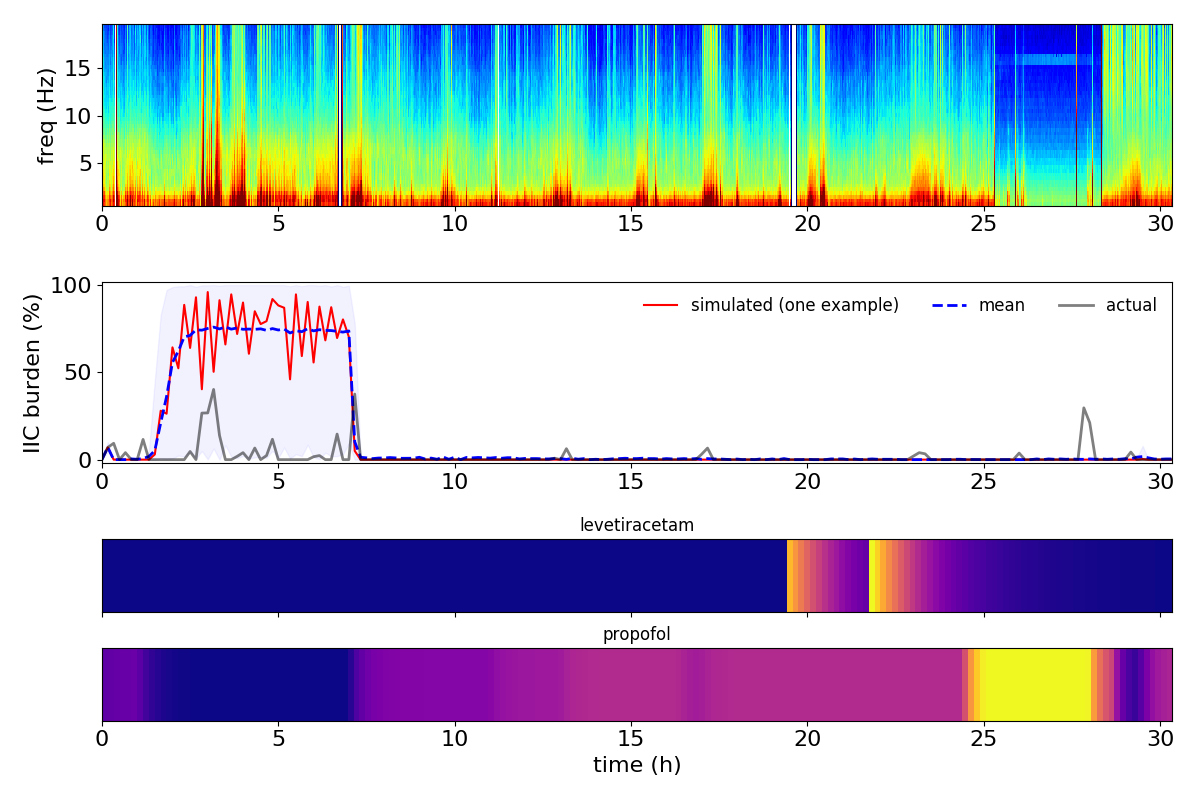 freq (Hz)
15
10
5
0 5 10 15 20 25 30
IIC burden (%)
100
50
0
simulated (one example) mean actual
0 5 10 15 20 25 30
levetiracetam
propofol
0 5 10 15 20 25 30
time (h)